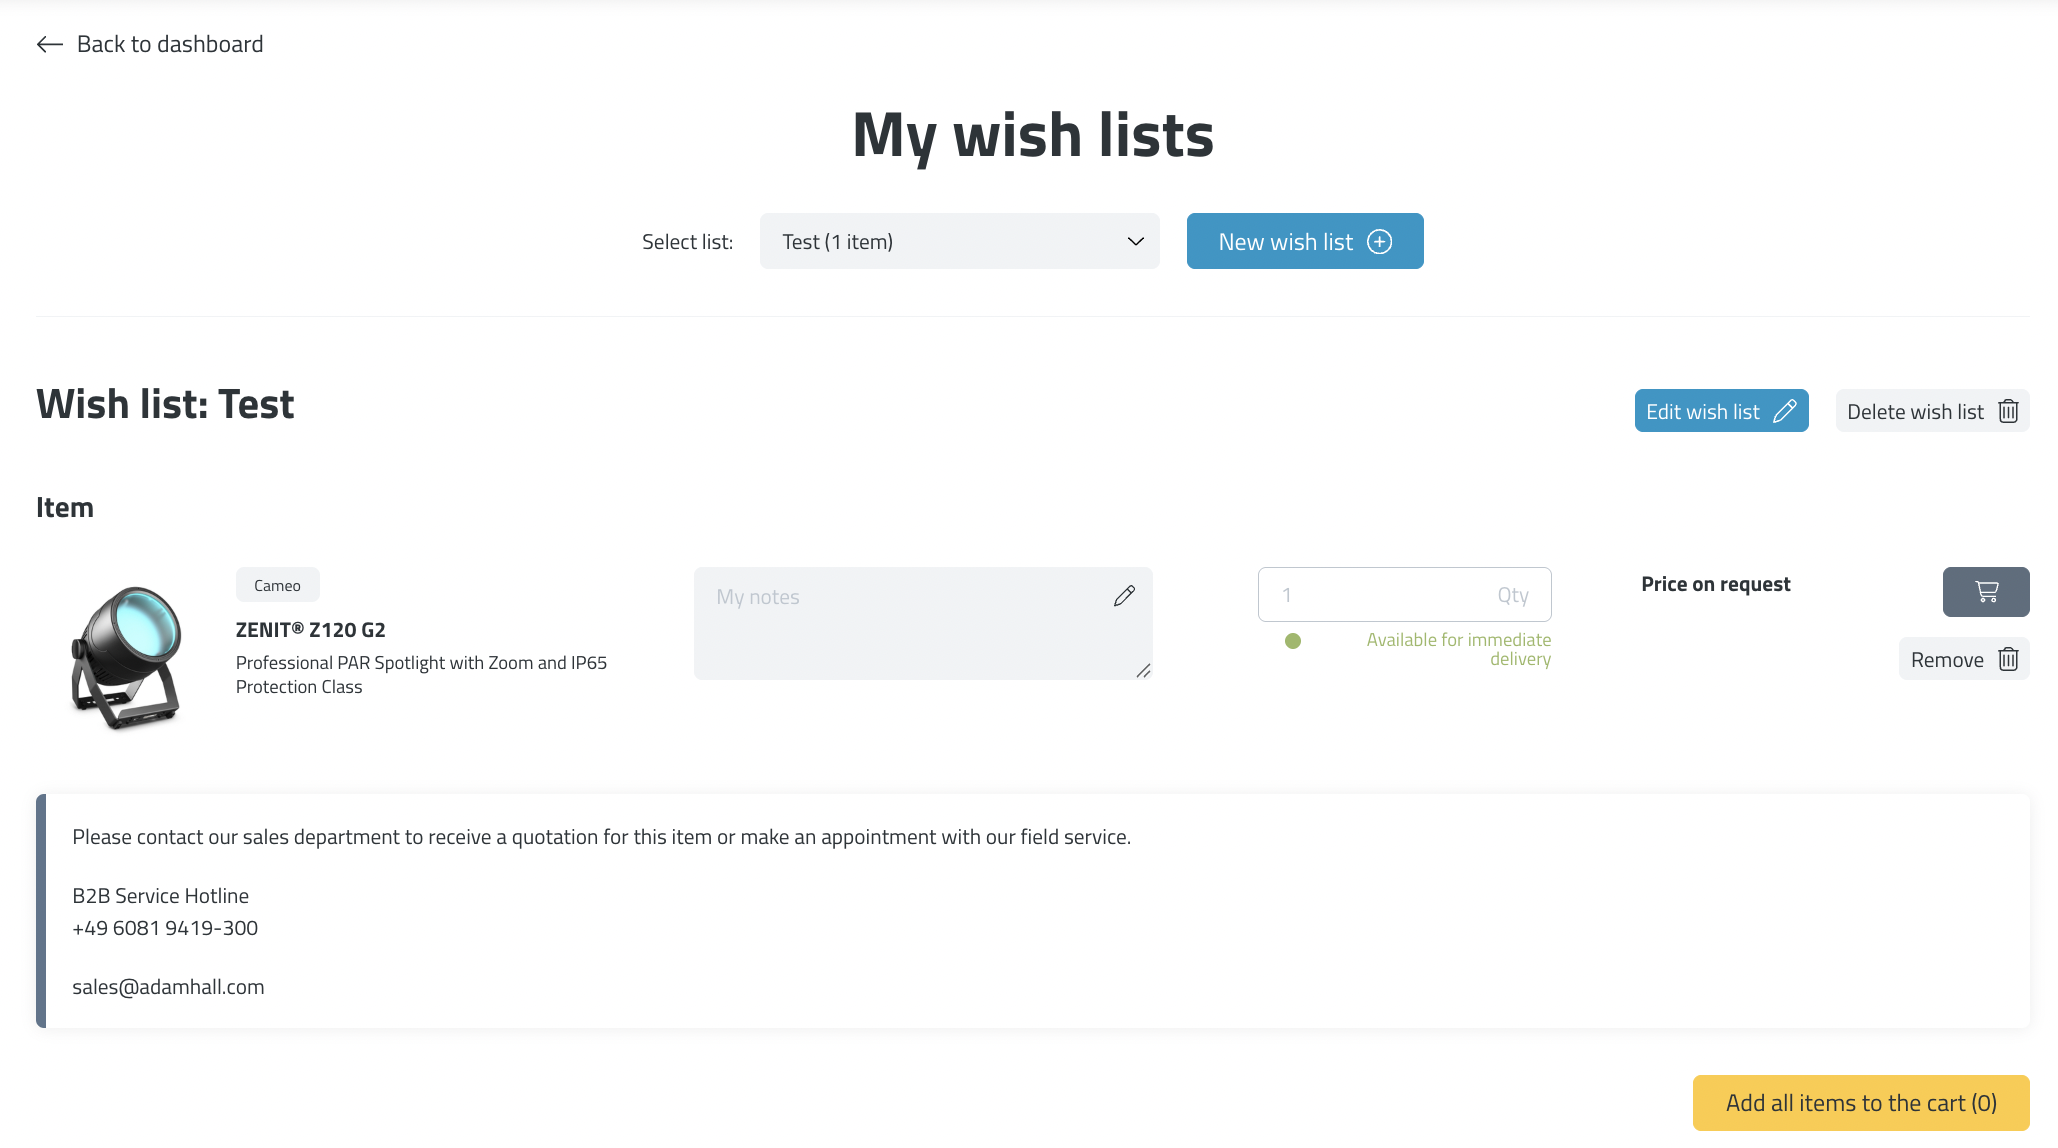 Back to dashboard
My wish lists
Select list:
Test (1 item)
New wish list
Wish list: Test
Edit wish list
Delete wish list
Item
Cameo
ZENIT® Z120 G2
Professional PAR Spotlight with Zoom and IP65
Protection Class
My notes
1
Qty
Available for immediate
delivery
Price on request
Remove
Please contact our sales department to receive a quotation for this item or make an appointment with our field service.
B2B Service Hotline
+49 6081 9419-300
sales@adamhall.com
Add all items to the cart (0)